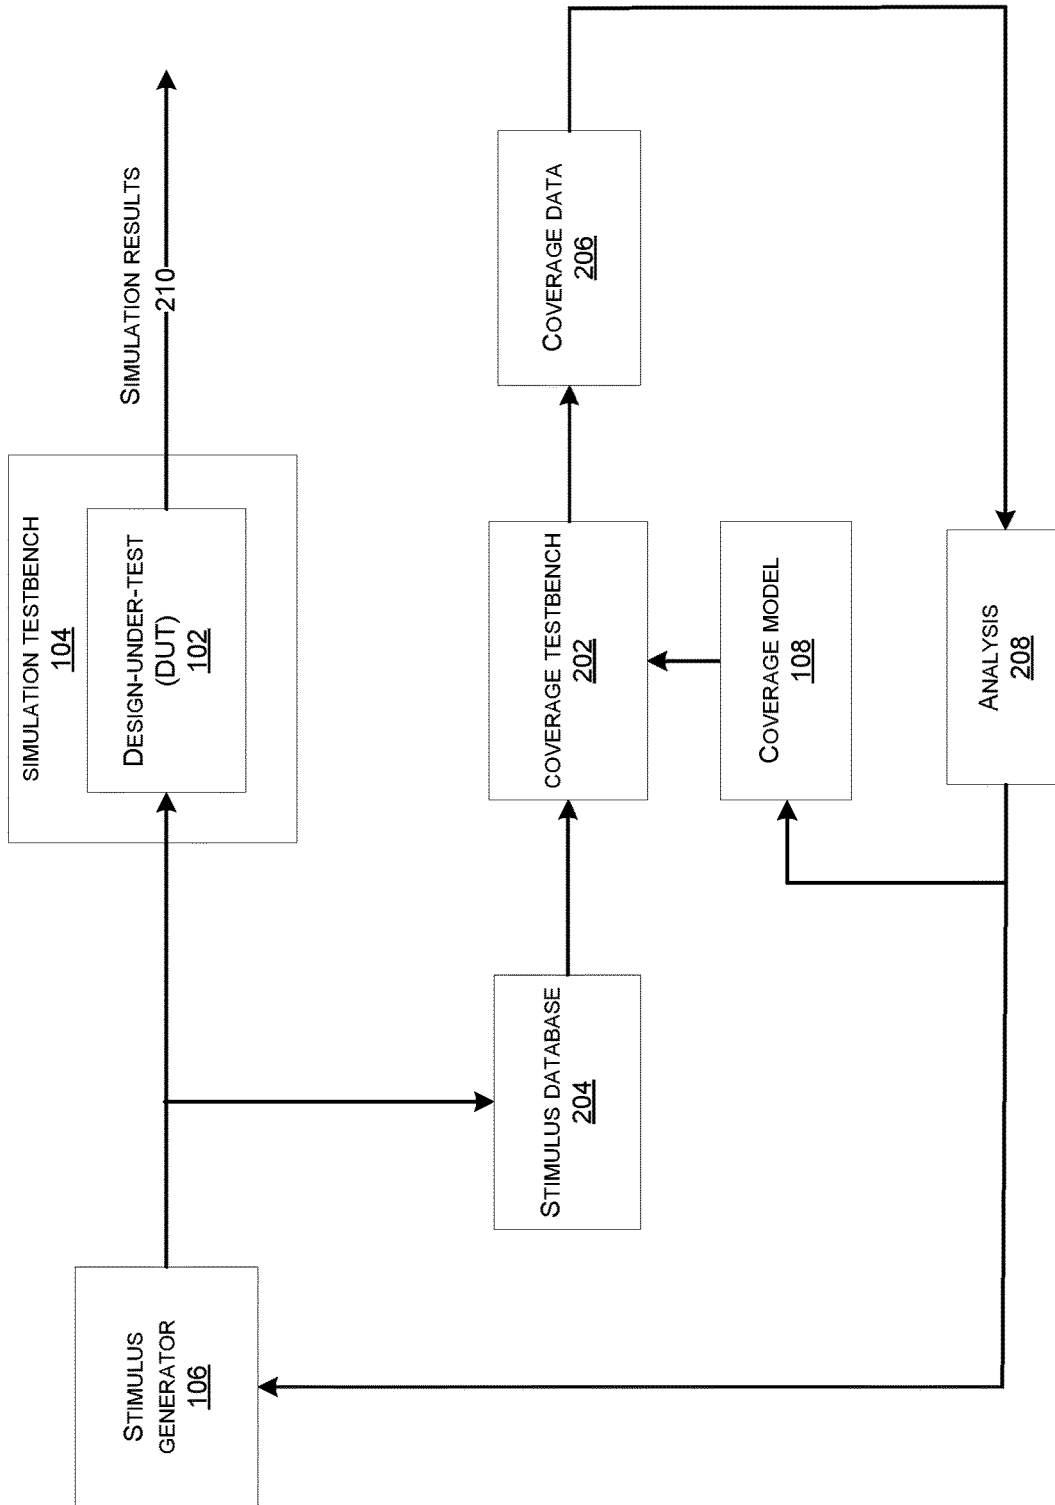 STIMULUS
GENERATOR
106
SIMULATION TESTBENCH
104
DESIGN-UNDER-TEST
(DUT)
102
SIMULATION RESULTS
210
STIMULUS DATABASE
204
COVERAGE TESTBENCH
202
COVERAGE DATA
206
COVERAGE MODEL
108
ANALYSIS
208